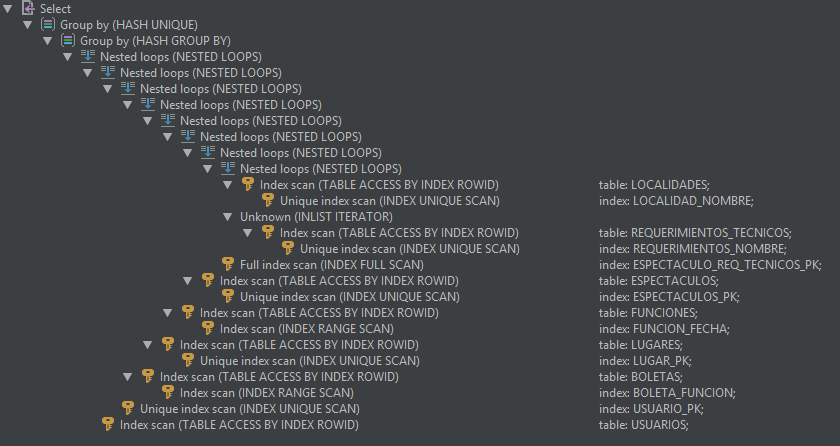 Select
Group by (HASH UNIQUE)
Group by (HASH GROUP BY)
Nested loops (NESTED LOOPS)
Nested loops (NESTED LOOPS)
Nested loops (NESTED LOOPS)
Nested loops (NESTED LOOPS)
Nested loops (NESTED LOOPS)
Nested loops (NESTED LOOPS)
Nested loops (NESTED LOOPS)
Nested loops (NESTED LOOPS)
Index scan (TABLE ACCESS BY INDEX ROWID) table: LOCALIDADES;
Unique index scan (INDEX UNIQUE SCAN) index: LOCALIDAD_NOMBRE;
Unknown (INLIST ITERATOR)
Index scan (TABLE ACCESS BY INDEX ROWID) table: REQUERIMIENTOS_TECNICOS;
Unique index scan (INDEX UNIQUE SCAN) index: REQUERIMIENTOS_NOMBRE;
Full index scan (INDEX FULL SCAN) index: ESPECTACULO_REQ_TECNICOS_PK;
Index scan (TABLE ACCESS BY INDEX ROWID) table: ESPECTACULOS;
Unique index scan (INDEX UNIQUE SCAN) index: ESPECTACULOS_PK;
Index scan (TABLE ACCESS BY INDEX ROWID) table: FUNCIONES;
Index scan (INDEX RANGE SCAN) index: FUNCION_FECHA;
Index scan (TABLE ACCESS BY INDEX ROWID) table: LUGARES;
Unique index scan (INDEX UNIQUE SCAN) index: LUGAR_PK;
Index scan (TABLE ACCESS BY INDEX ROWID) table: BOLETAS;
Index scan (INDEX RANGE SCAN) index: BOLETA_FUNCION;
Unique index scan (INDEX UNIQUE SCAN) index: USUARIO_PK;
Index scan (TABLE ACCESS BY INDEX ROWID) table: USUARIOS;